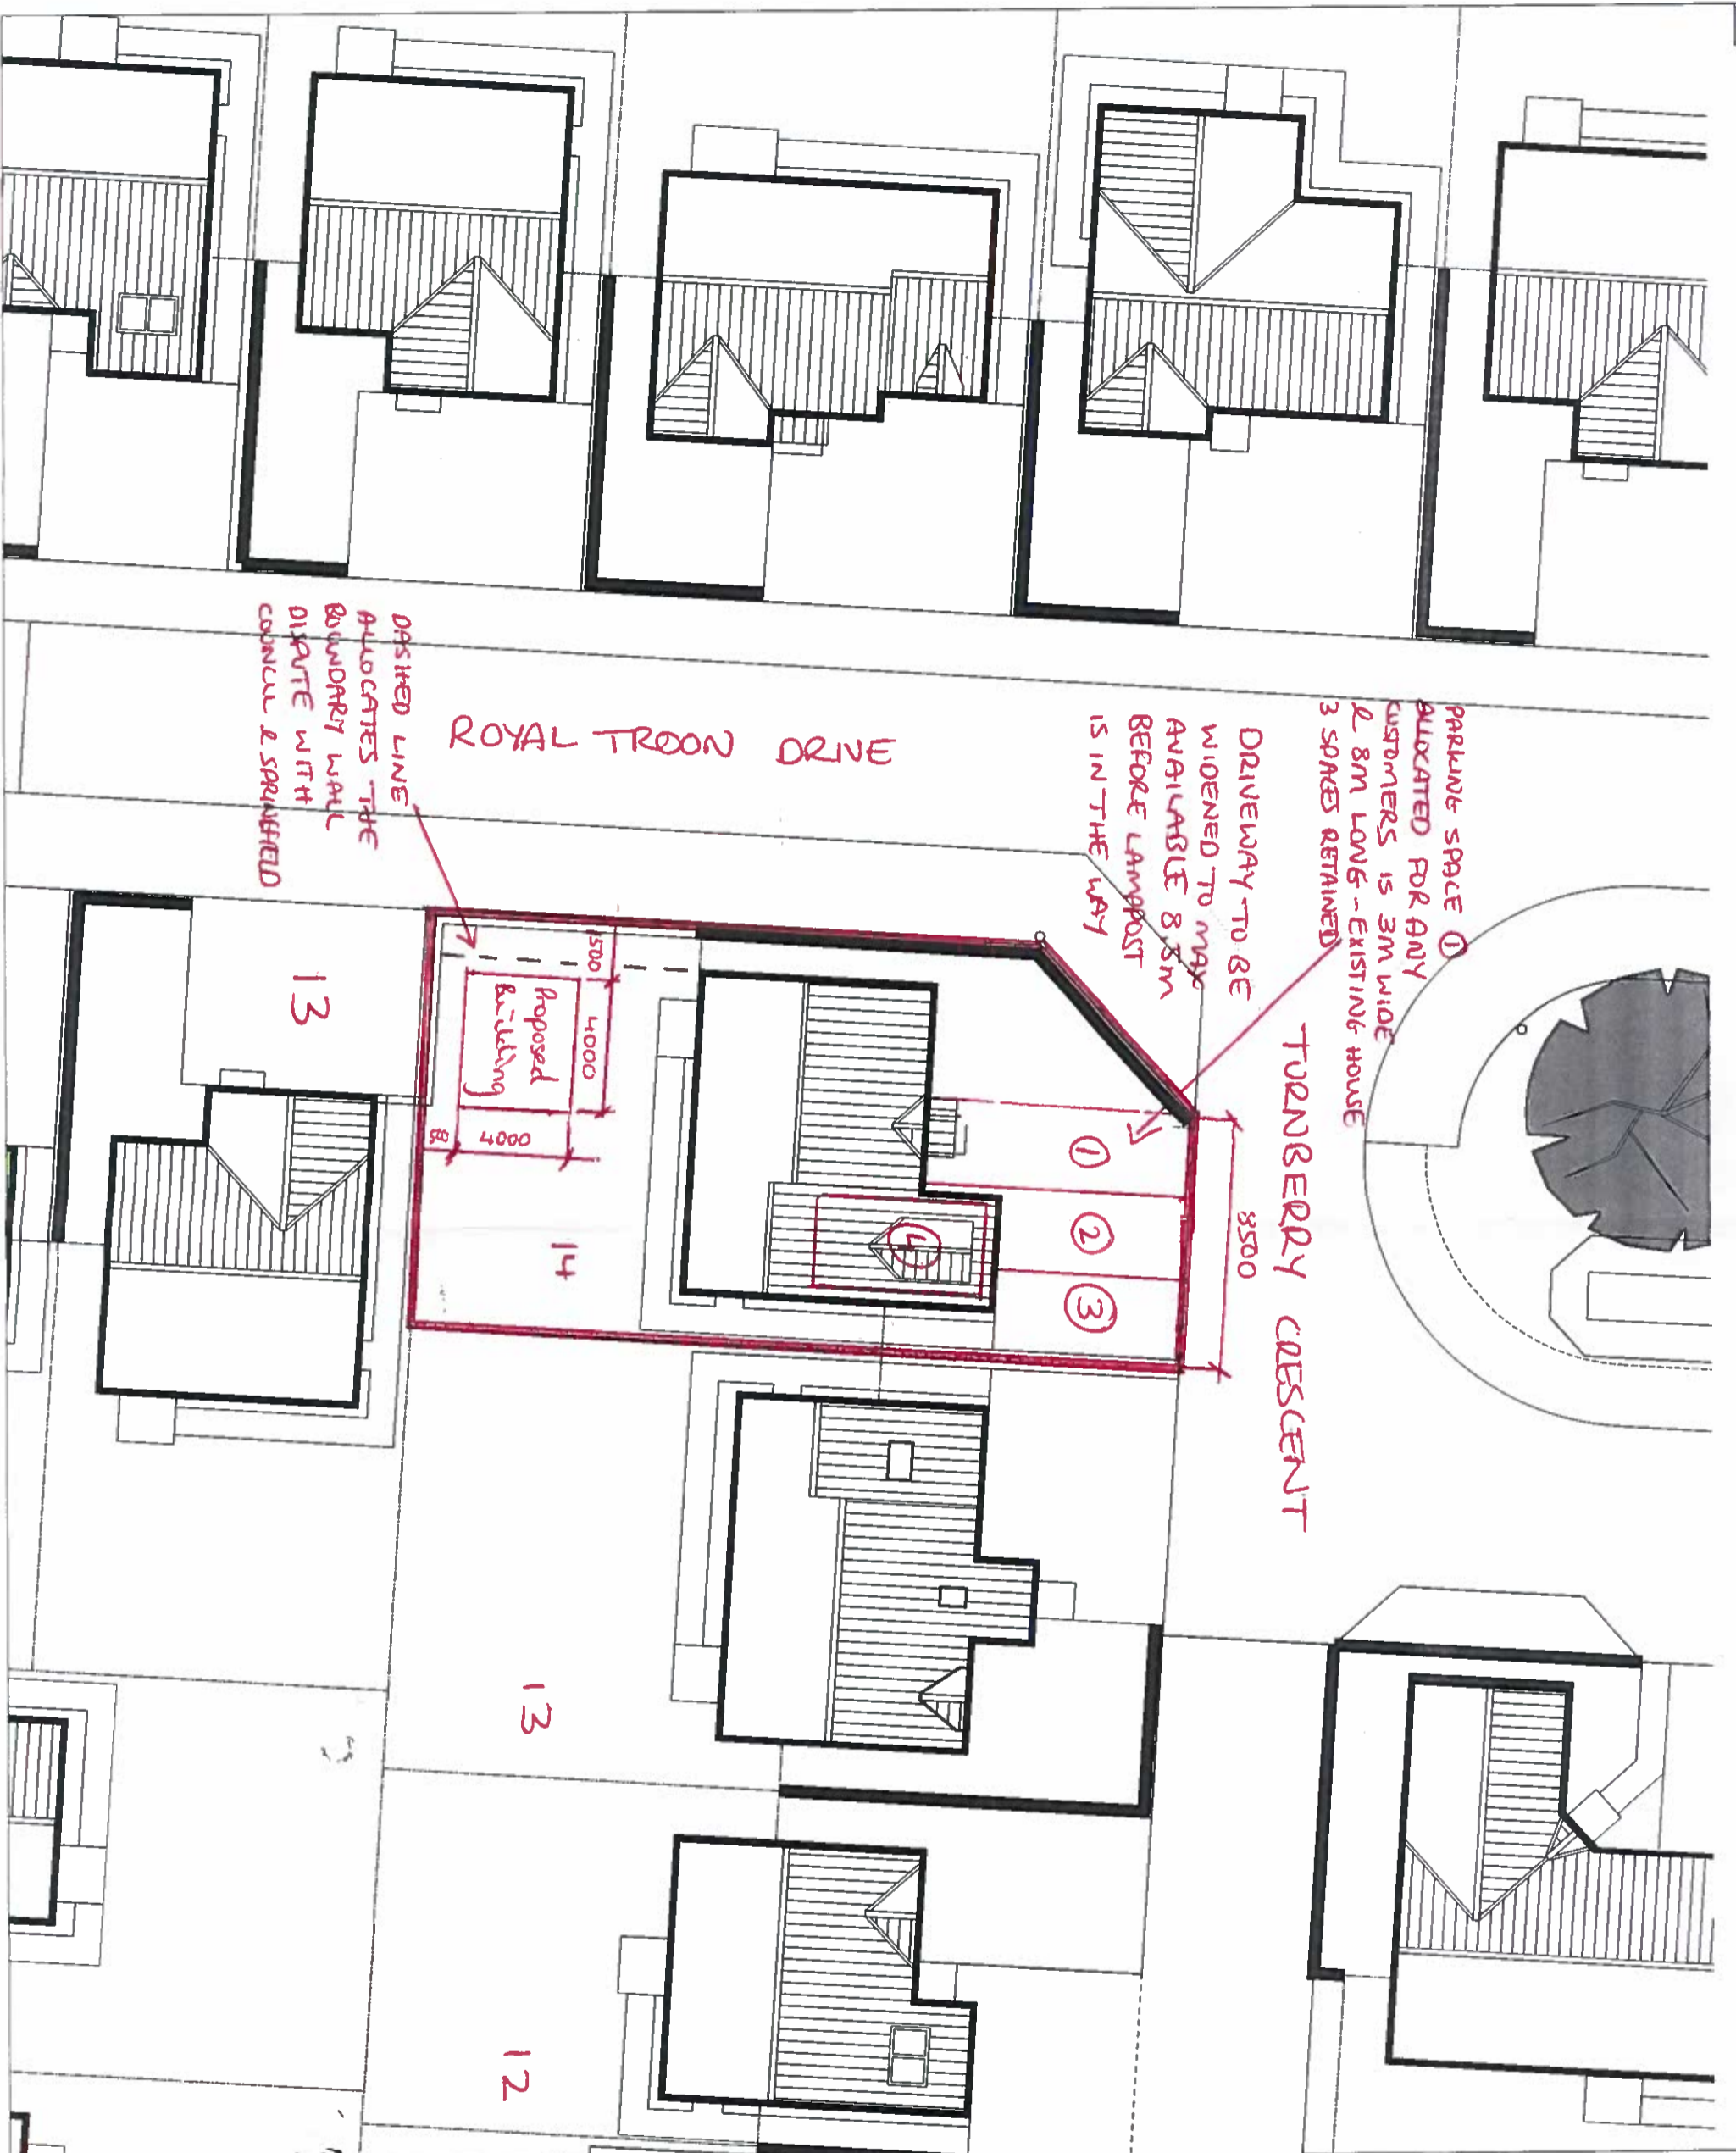 PARKING SPACE ①
ALLOCATED FOR ANY
CUSTOMERS IS 3M WIDE
& 8M LONG - EXISTING HOUSE
3 SPACES RETAINED
DRIVEWAY TO BE
WIDENED TO MAX
AVAILABLE 8.5M
BEFORE LAMPOST
IS IN THE WAY
TURNBERRY CRESCENT
8500
①
②
③
④
ROYAL TROON DRIVE
DASHED LINE
ALLOCATES THE
BOUNDARY WALL
DISPUTE WITH
COUNCIL & SPRINGFIELD
1500
4000
Proposed
Building
4000
13
14
13
12